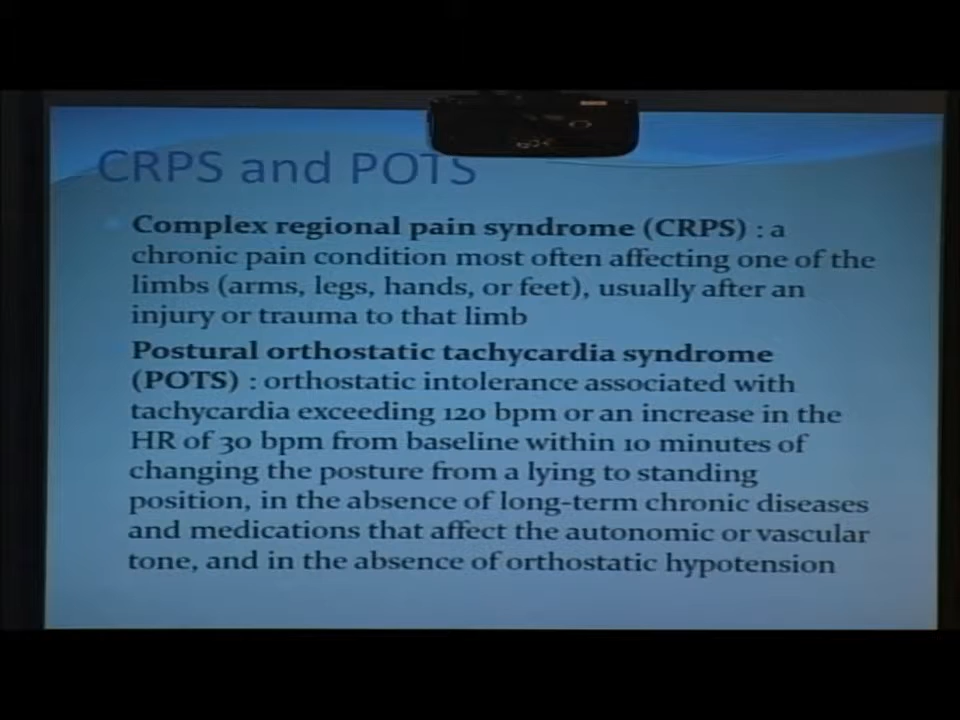 CRPS and POTS
Complex regional pain syndrome (CRPS) : a
chronic pain condition most often affecting one of the
limbs (arms, legs, hands, or feet), usually after an
injury or trauma to that limb
Postural orthostatic tachycardia syndrome
(POTS) : orthostatic intolerance associated with
tachycardia exceeding 120 bpm or an increase in the
HR of 30 bpm from baseline within 10 minutes of
changing the posture from a lying to standing
position, in the absence of long-term chronic diseases
and medications that affect the autonomic or vascular
tone, and in the absence of orthostatic hypotension